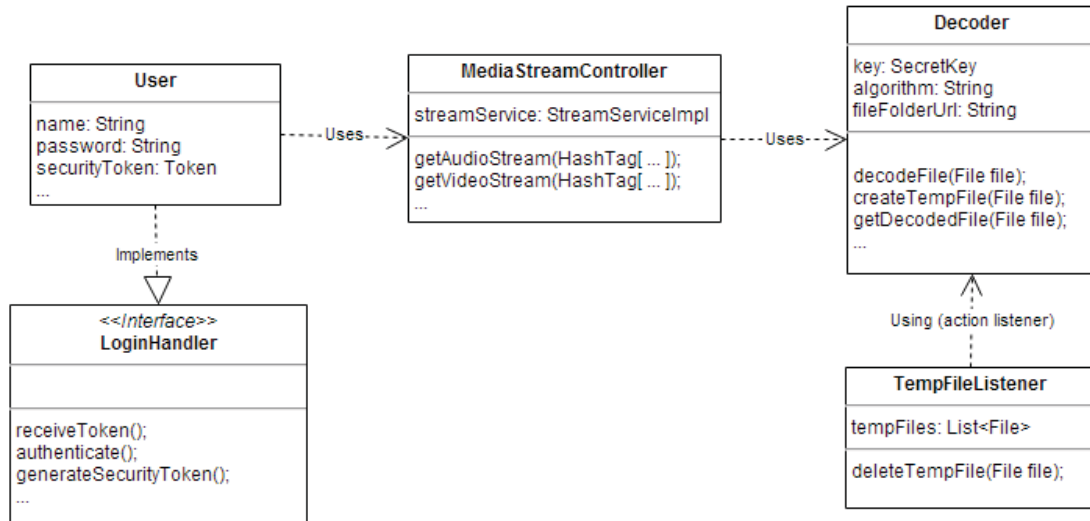 User
name: String
password: String
securityToken: Token
...
Uses
MediaStreamController
streamService: StreamServiceImpl
getAudioStream(HashTag[ ... ]);
getVideoStream(HashTag[ ... ]);
...
Uses
Decoder
key: SecretKey
algorithm: String
fileFolderUrl: String
decodeFile(File file);
createTempFile(File file);
getDecodedFile(File file);
...
Implements
<<Interface>>
LoginHandler
receiveToken();
authenticate();
generateSecurityToken();
...
Using (action listener)
TempFileListener
tempFiles: List<File>
deleteTempFile(File file);